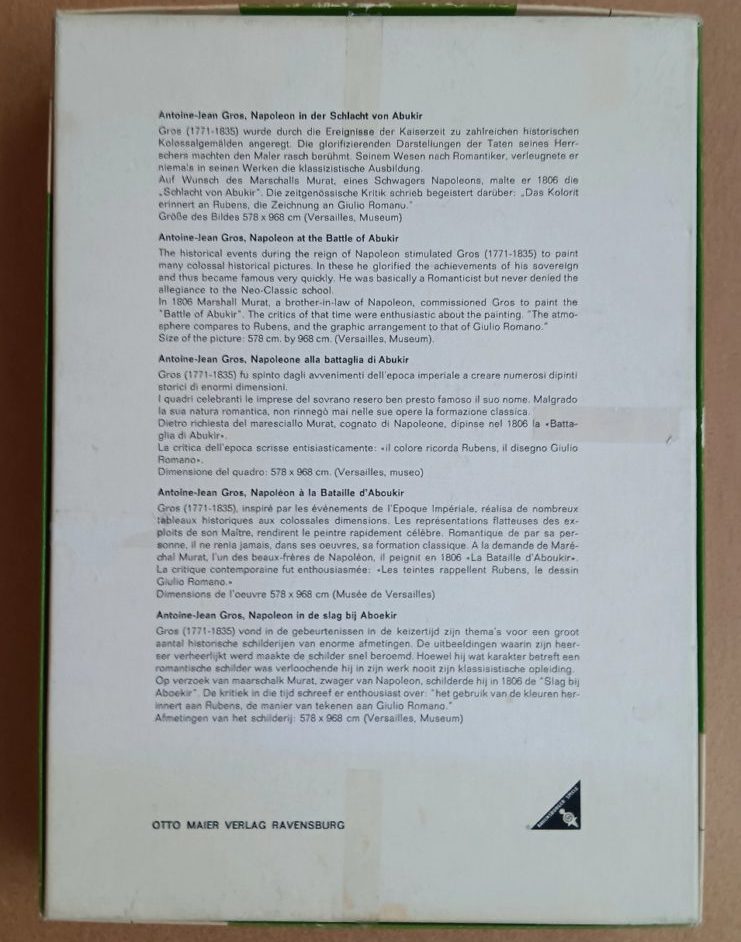 Antoine-Jean Gros, Napoleon in der Schlacht von Abukir
Gros (1771-1835) wurde durch die Ereignisse der Kaiserzeit zu zahlreichen historischen
Kolossalgemälden angeregt. Die glorifizierenden Darstellungen der Taten seines Herr-
schers machten den Maler rasch berühmt. Seinem Wesen nach Romantiker, verleugnete er
niemals in seinen Werken die klassizistische Ausbildung.
Auf Wunsch des Marschalls Murat, eines Schwagers Napoleons, malte er 1806 die
„Schlacht von Abukir". Die zeitgenössische Kritik schrieb begeistert darüber: „Das Kolorit
erinnert an Rubens, die Zeichnung an Giulio Romano."
Größe des Bildes 578 x 968 cm (Versailles, Museum)
Antoine-Jean Gros, Napoleon at the Battle of Abukir
The historical events during the reign of Napoleon stimulated Gros (1771-1835) to paint
many colossal historical pictures. In these he glorified the achievements of his sovereign
and thus became famous very quickly. He was basically a Romanticist but never denied the
allegiance to the Neo-Classic school.
In 1806 Marshall Murat, a brother-in-law of Napoleon, commissioned Gros to paint the
"Battle of Abukir". The critics of that time were enthusiastic about the painting. "The atmo-
sphere compares to Rubens, and the graphic arrangement to that of Giulio Romano."
Size of the picture: 578 cm. by 968 cm. (Versailles, Museum).
Antoine-Jean Gros, Napoleone alla battaglia di Abukir
Gros (1771-1835) fu spinto dagli avvenimenti dell'epoca imperiale a creare numerosi dipinti
storici di enormi dimensioni.
I quadri celebranti le imprese del sovrano resero ben presto famoso il suo nome. Malgrado
la sua natura romantica, non rinnegò mai nelle sue opere la formazione classica.
Dietro richiesta del maresciallo Murat, cognato di Napoleone, dipinse nel 1806 la «Batta-
glia di Abukir».
La critica dell'epoca scrisse entisiasticamente: «il colore ricorda Rubens, il disegno Giulio
Romano».
Dimensione del quadro: 578 x 968 cm. (Versailles, museo)
Antoine-Jean Gros, Napoléon à la Bataille d'Aboukir
Gros (1771-1835), inspiré par les événements de l'Epoque Impériale, réalisa de nombreux
tableaux historiques aux colossales dimensions. Les représentations flatteuses des ex-
ploits de son Maître, rendirent le peintre rapidement célèbre. Romantique de par sa per-
sonne, il ne renia jamais, dans ses oeuvres, sa formation classique. A la demande de Maré-
chal Murat, l'un des beaux-frères de Napoléon, il peignit en 1806 «La Bataille d'Aboukir».
La critique contemporaine fut enthousiasmée: «Les teintes rappellent Rubens, le dessin
Giulio Romano.»
Dimensions de l'oeuvre 578 x 968 cm (Musée de Versailles)
Antoine-Jean Gros, Napoleon in de slag bij Aboekir
Gros (1771-1835) vond in de gebeurtenissen in de keizertijd zijn thema's voor een groot
aantal historische schilderijen van enorme afmetingen. De uitbeeldingen waarin zijn heer-
ser verheerlijkt werd maakte de schilder snel beroemd. Hoewel hij wat karakter betreft een
romantische schilder was verloochende hij in zijn werk nooit zijn klassisistische opleiding.
Op verzoek van maarschalk Murat, zwager van Napoleon, schilderde hij in 1806 de "Slag bij
Aboekir". De kritiek in die tijd schreef er enthousiast over: "het gebruik van de kleuren her-
innert aan Rubens, de manier van tekenen aan Giulio Romano."
Afmetingen van het schilderij: 578 x 968 cm (Versailles, Museum)
OTTO MAIER VERLAG RAVENSBURG
RAVENSBURGER SPIELE